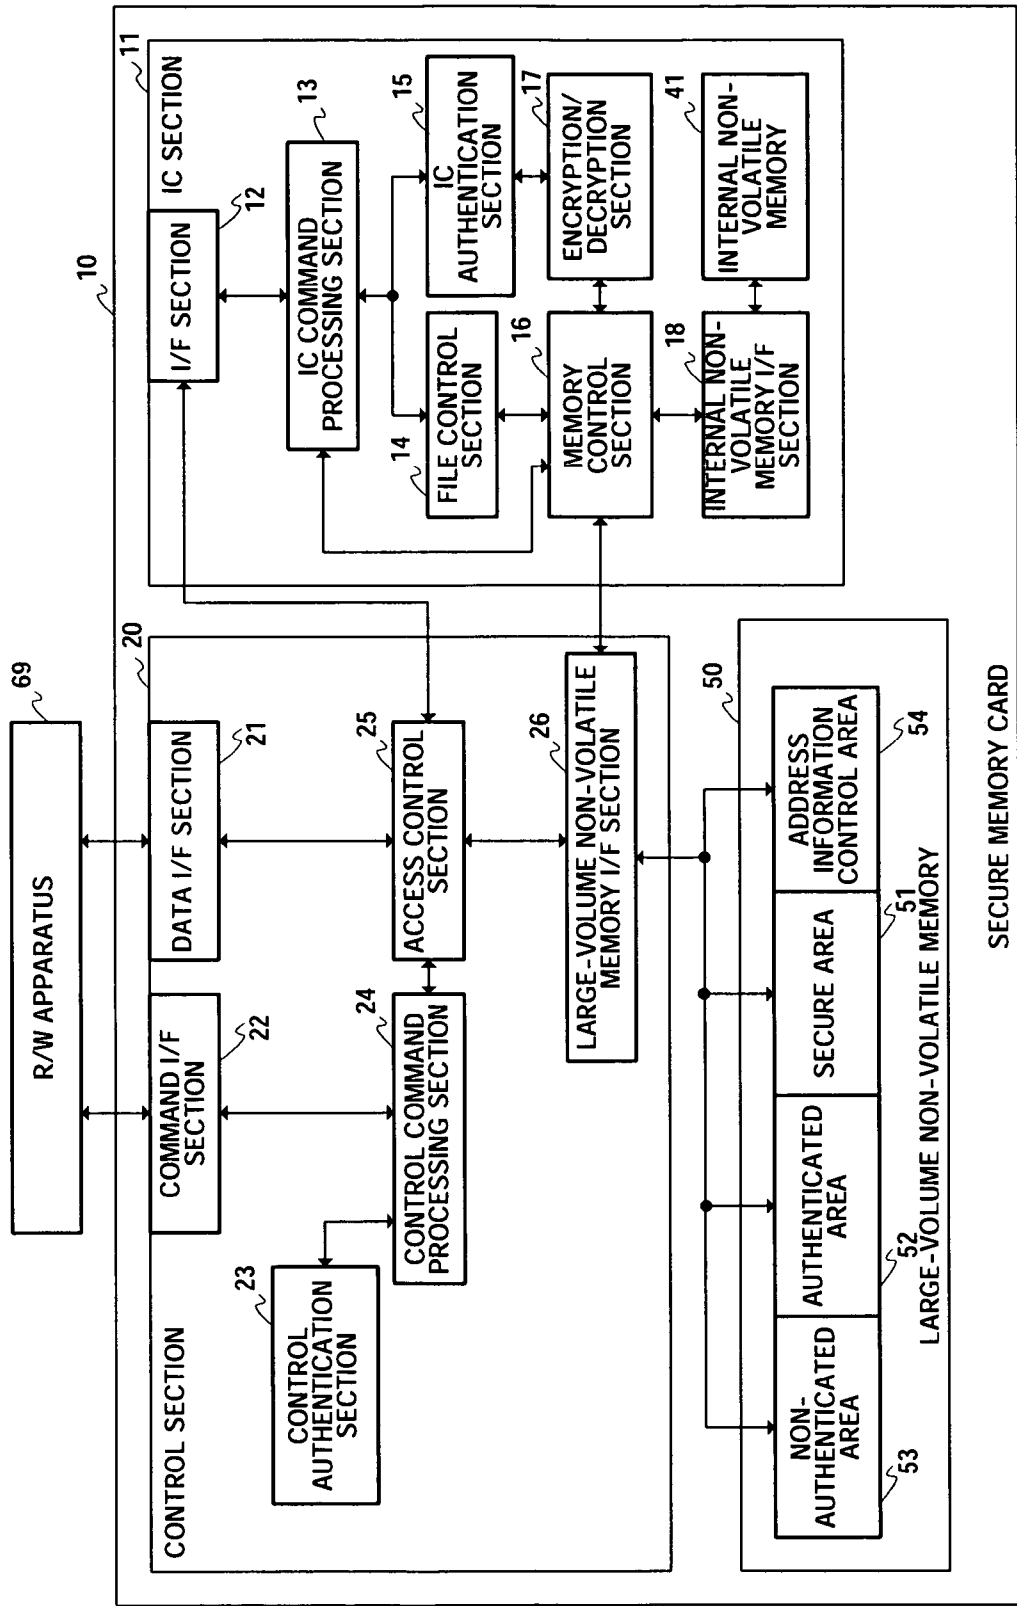 69
R/W APPARATUS
10
20
CONTROL SECTION
COMMAND I/F
SECTION
22
DATA I/F SECTION
21
23
CONTROL
AUTHENTICATION
SECTION
24
CONTROL COMMAND
PROCESSING SECTION
25
ACCESS CONTROL
SECTION
26
LARGE-VOLUME NON-VOLATILE
MEMORY I/F SECTION
11
IC SECTION
I/F SECTION
12
13
IC COMMAND
PROCESSING SECTION
14
FILE CONTROL
SECTION
15
IC
AUTHENTICATION
SECTION
16
MEMORY
CONTROL
SECTION
17
ENCRYPTION/
DECRYPTION
SECTION
18
INTERNAL NON-
VOLATILE
MEMORY I/F
SECTION
41
INTERNAL NON-
VOLATILE
MEMORY
50
NON-
AUTHENTICATED
AREA
53
AUTHENTICATED
AREA
52
SECURE AREA
51
ADDRESS
INFORMATION
CONTROL AREA
54
LARGE-VOLUME NON-VOLATILE MEMORY
SECURE MEMORY CARD